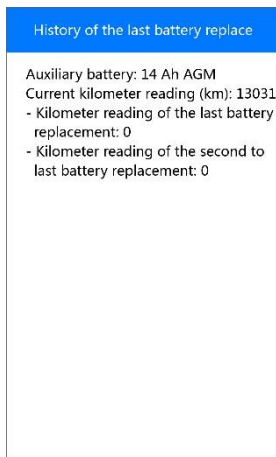 History of the last battery replace
Auxiliary battery: 14 Ah AGM
Current kilometer reading (km): 13031
- Kilometer reading of the last battery
replacement: 0
- Kilometer reading of the second to
last battery replacement: 0